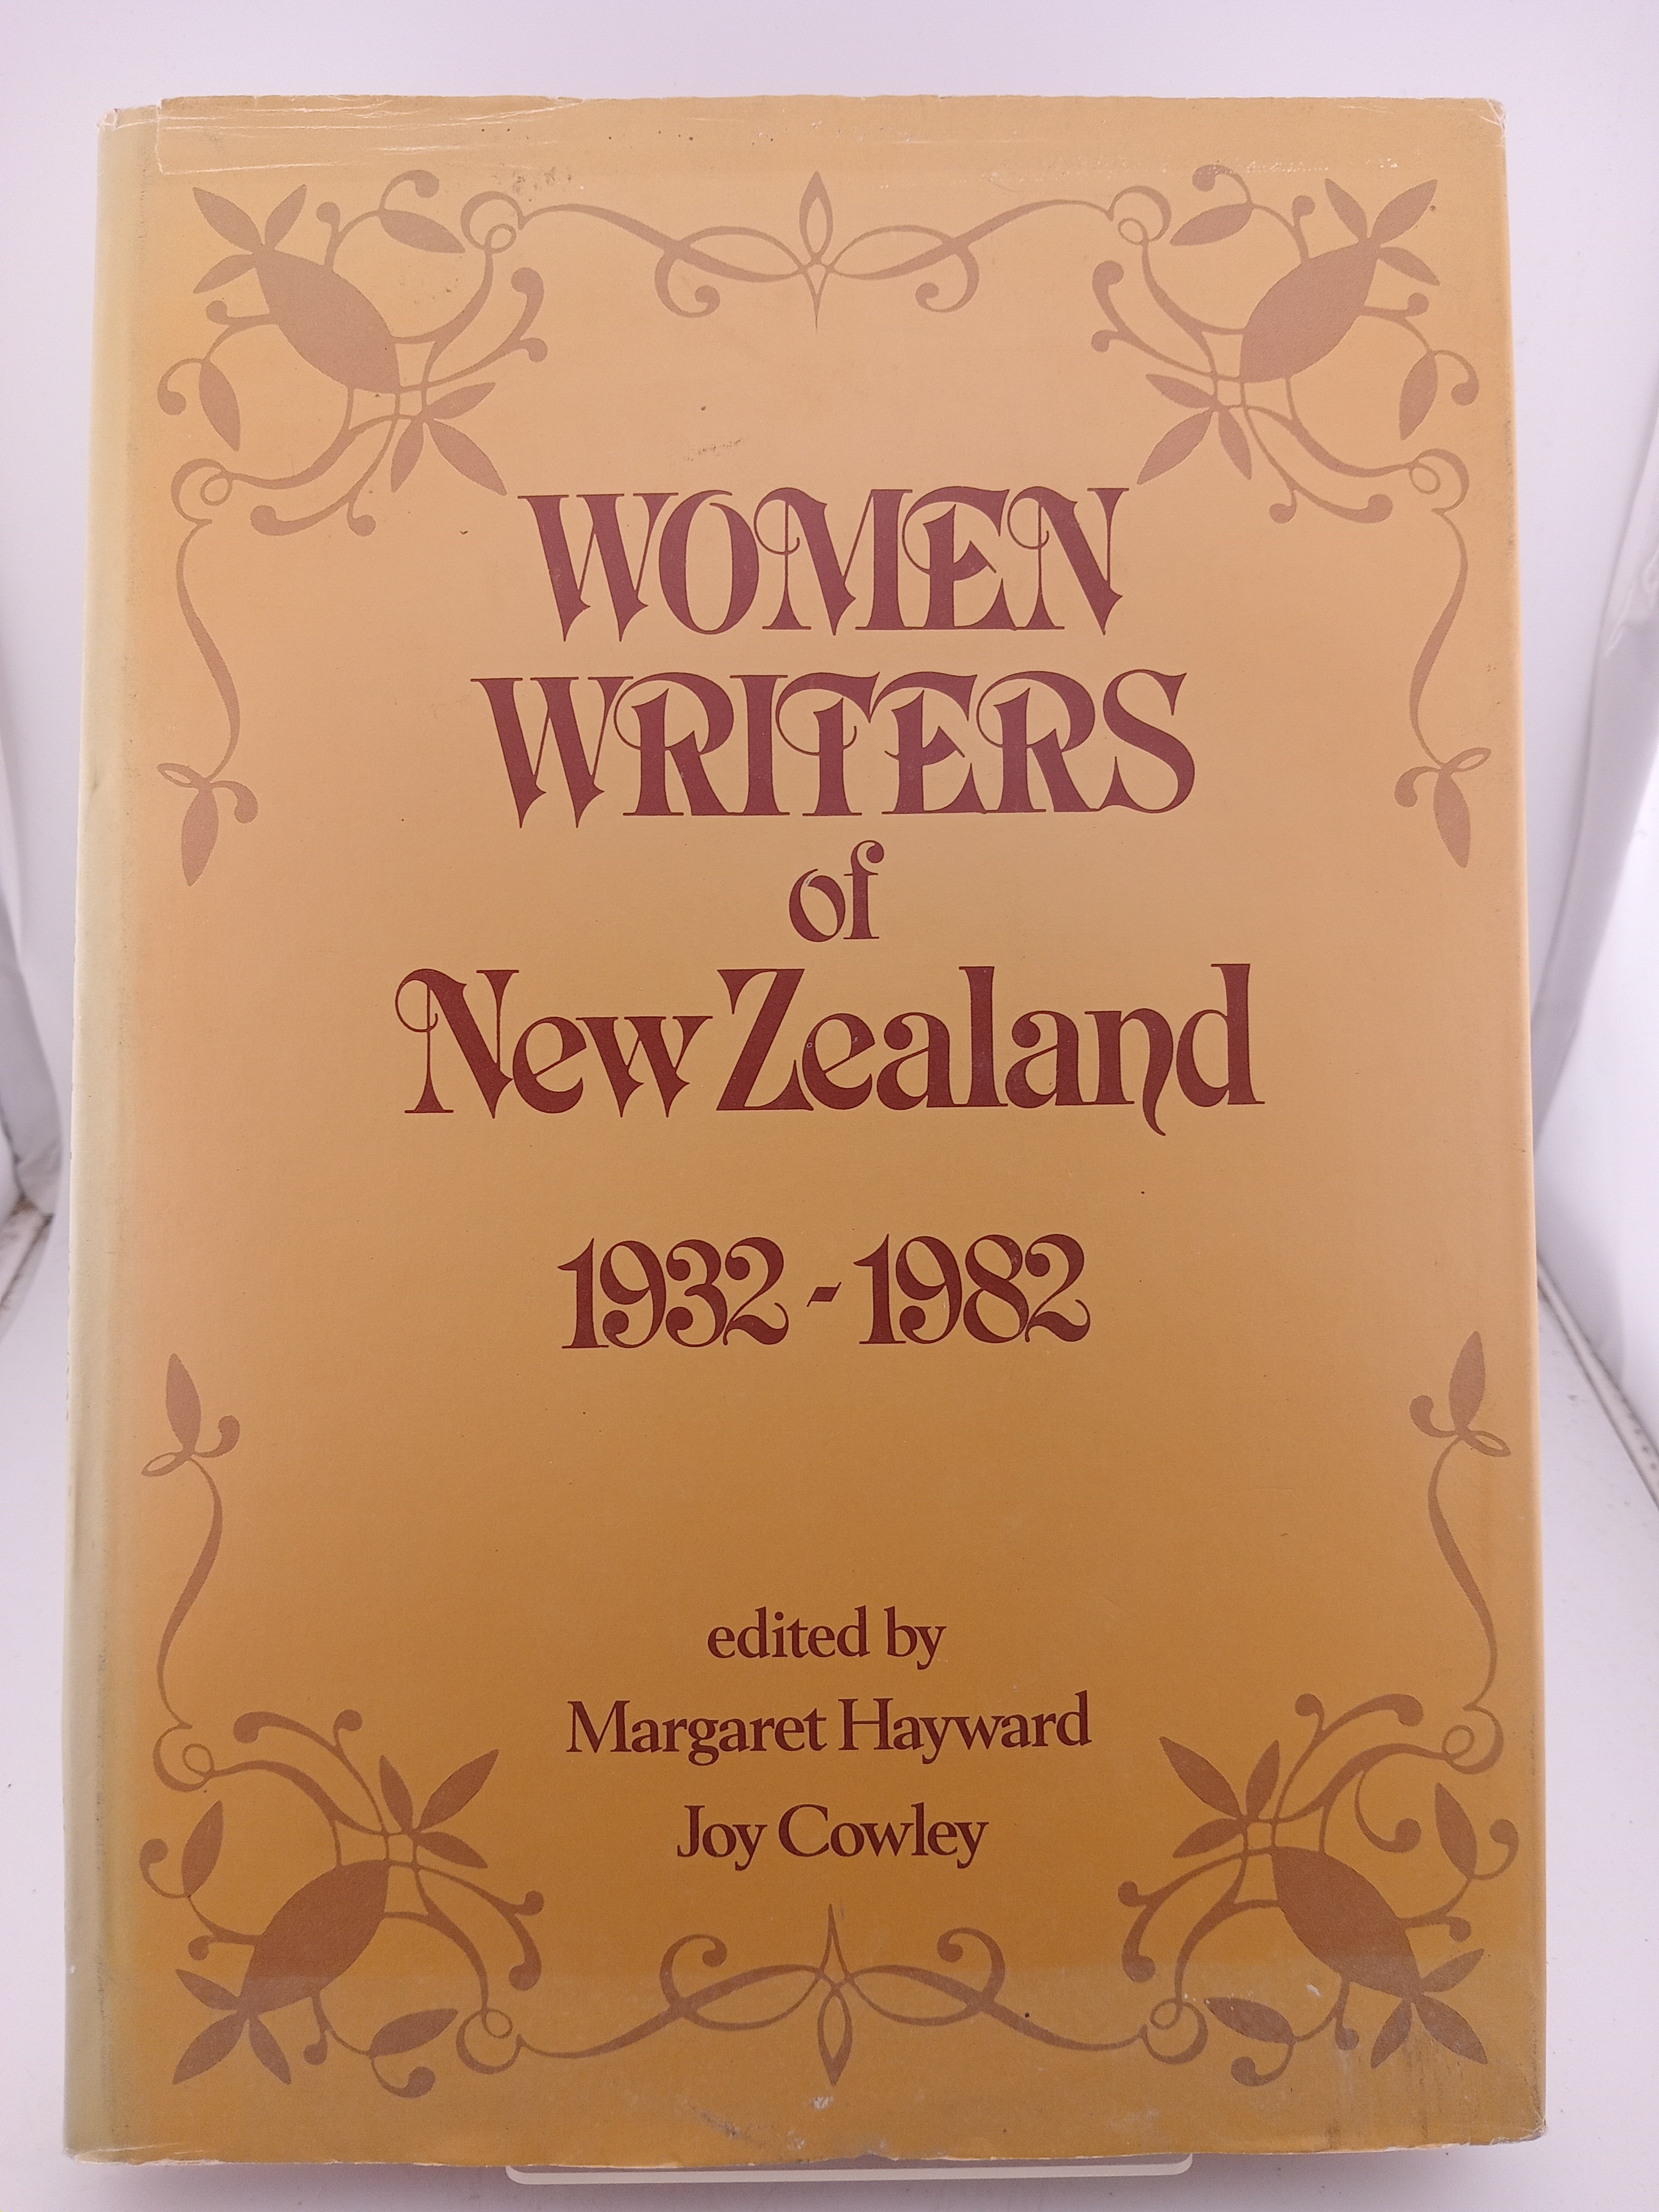 WOMEN
WRITERS
of
New Zealand
1932-1982
edited by
Margaret Hayward
Joy Cowley